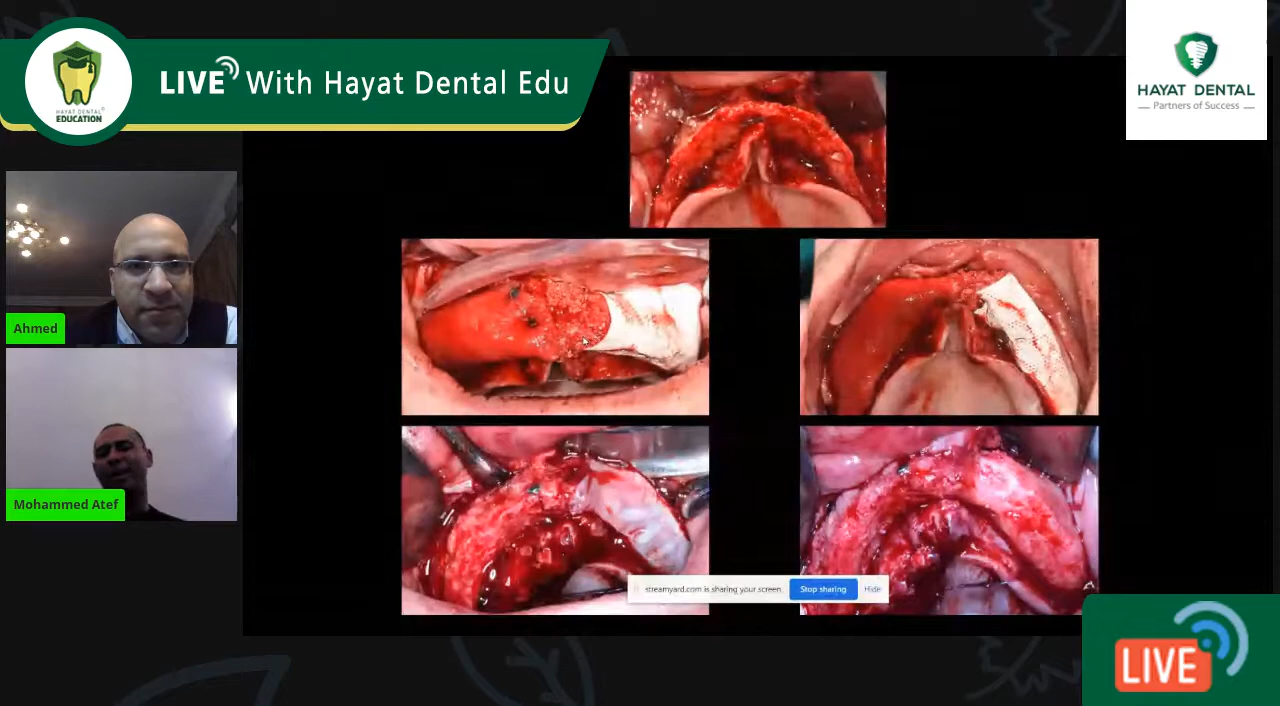 HAYAT DENTAL®
EDUCATION
LIVE With Hayat Dental Edu
HAYAT DENTAL
Partners of Success
Ahmed
Mohammed Atef
streamyard.com is sharing your screen.
Stop sharing
Hide
LIVE